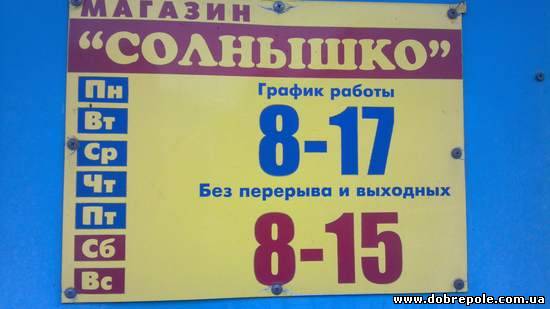 МАГАЗИН
“СОЛНЫШКО”
График работы
Пн
Вт
Ср
Чт
Пт
8-17
Без перерыва и выходных
Сб
Вс
8-15
www.dobrepole.com.ua